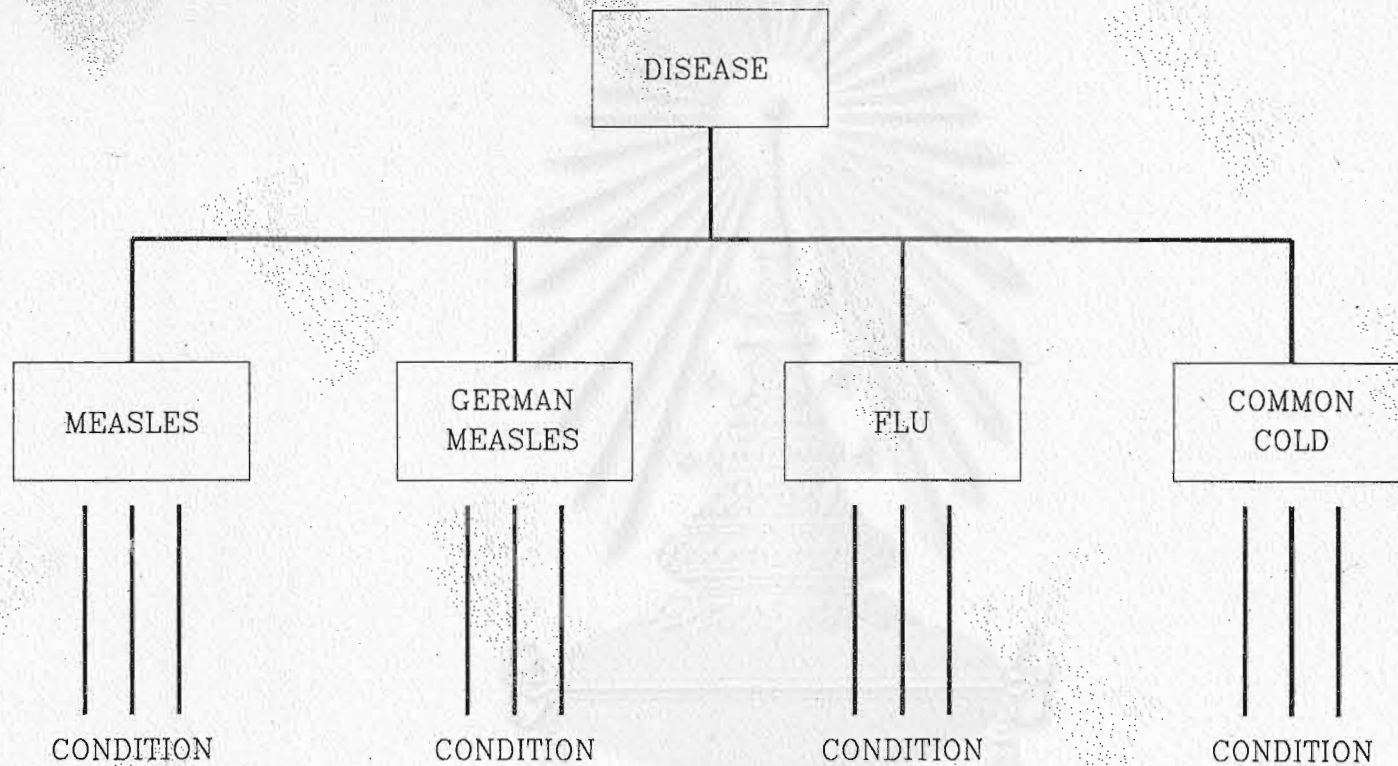 DISEASE
MEASLES
GERMAN
MEASLES
FLU
COMMON
COLD
CONDITION
CONDITION
CONDITION
CONDITION